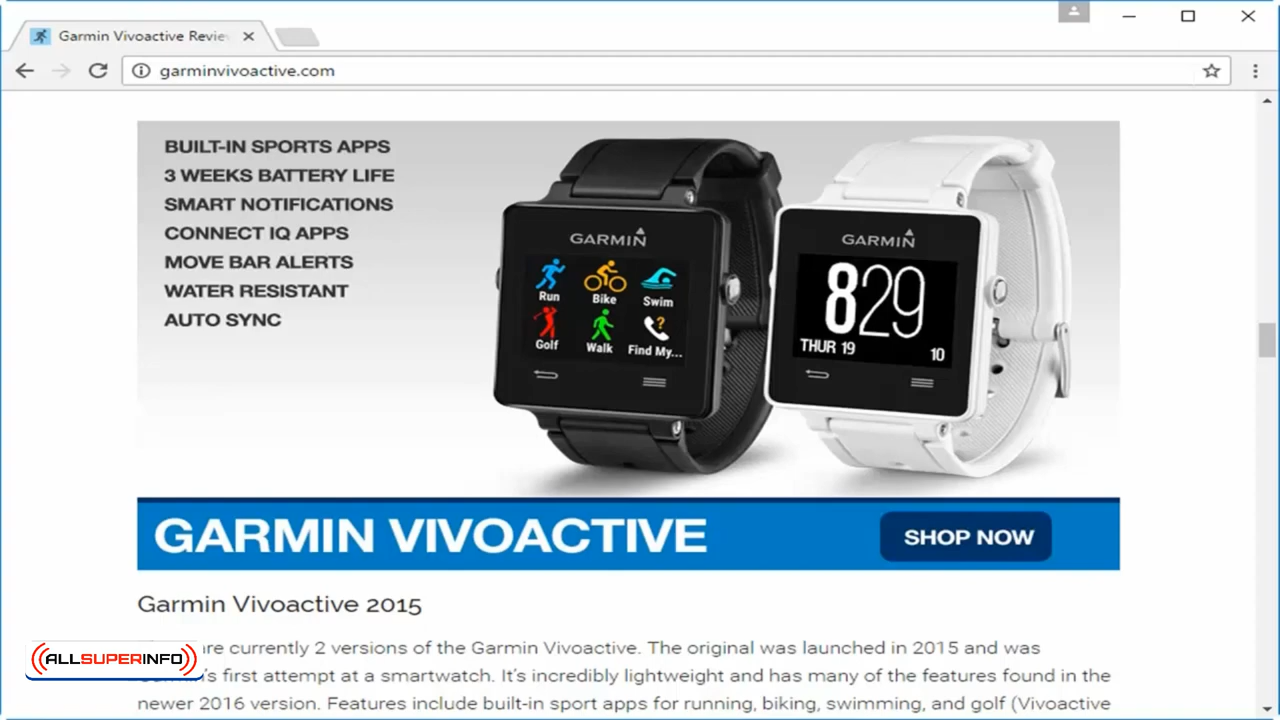 Garmin Vivoactive Revie
garminvivoactive.com
BUILT-IN SPORTS APPS
3 WEEKS BATTERY LIFE
SMART NOTIFICATIONS
CONNECT IQ APPS
MOVE BAR ALERTS
WATER RESISTANT
AUTO SYNC
GARMIN
Run Bike Swim
Golf Walk Find My...
GARMIN
829
THUR 19 10
GARMIN VIVOACTIVE
SHOP NOW
Garmin Vivoactive 2015
are currently 2 versions of the Garmin Vivoactive. The original was launched in 2015 and was
first attempt at a smartwatch. It's incredibly lightweight and has many of the features found in the
newer 2016 version. Features include built-in sport apps for running, biking, swimming, and golf (Vivoactive
ALLSUPERINFO